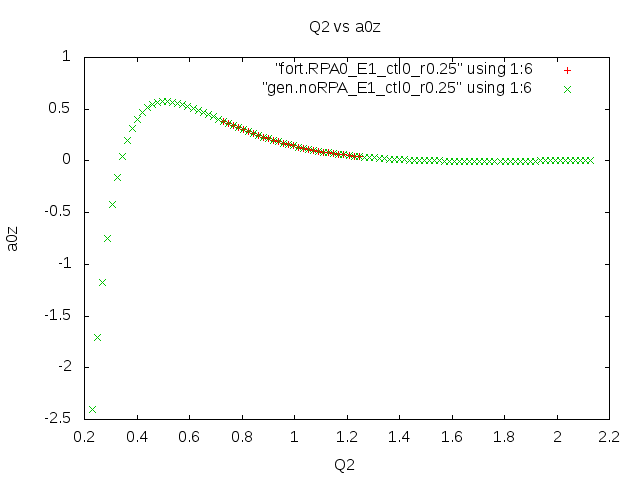 Q2 vs a0z
"fort.RPA0_E1_ctl0_r0.25" using 1:6
"gen.noRPA_E1_ctl0_r0.25" using 1:6
1
0.5
0
-0.5
-1
-1.5
-2
-2.5
a0z
0.2 0.4 0.6 0.8 1 1.2 1.4 1.6 1.8 2 2.2
Q2